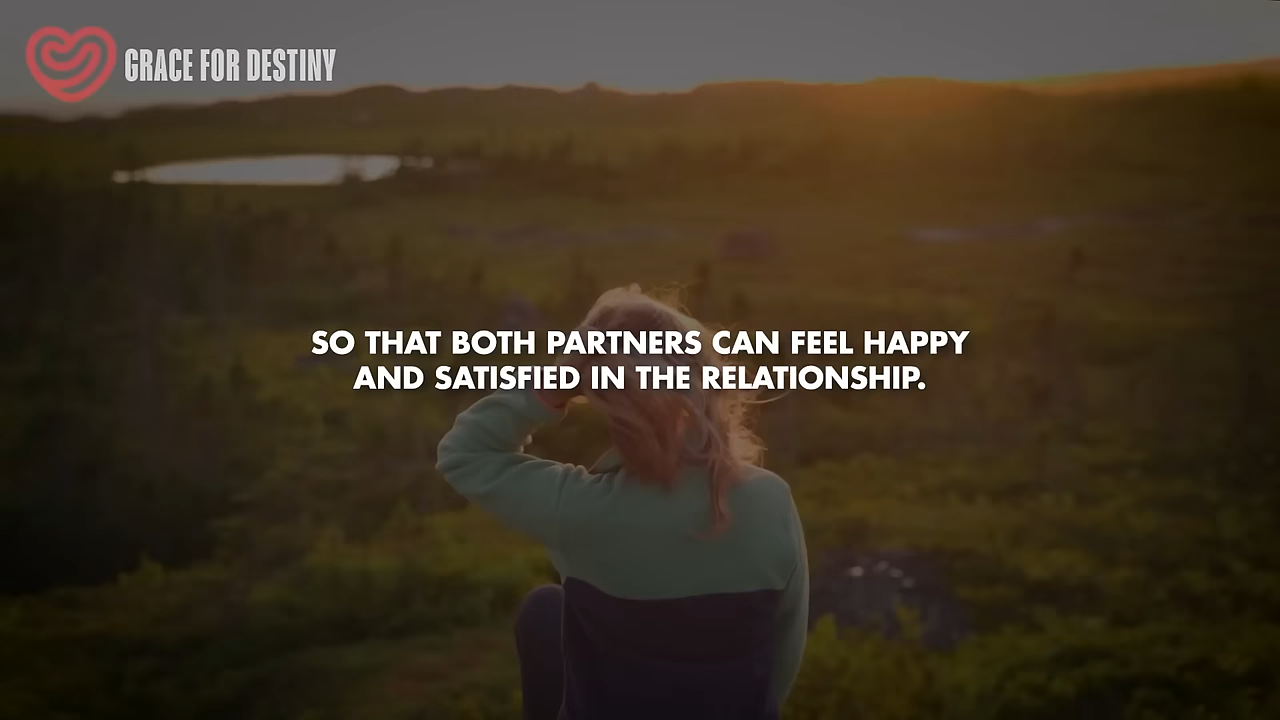 GRACE FOR DESTINY
SO THAT BOTH PARTNERS CAN FEEL HAPPY
AND SATISFIED IN THE RELATIONSHIP.